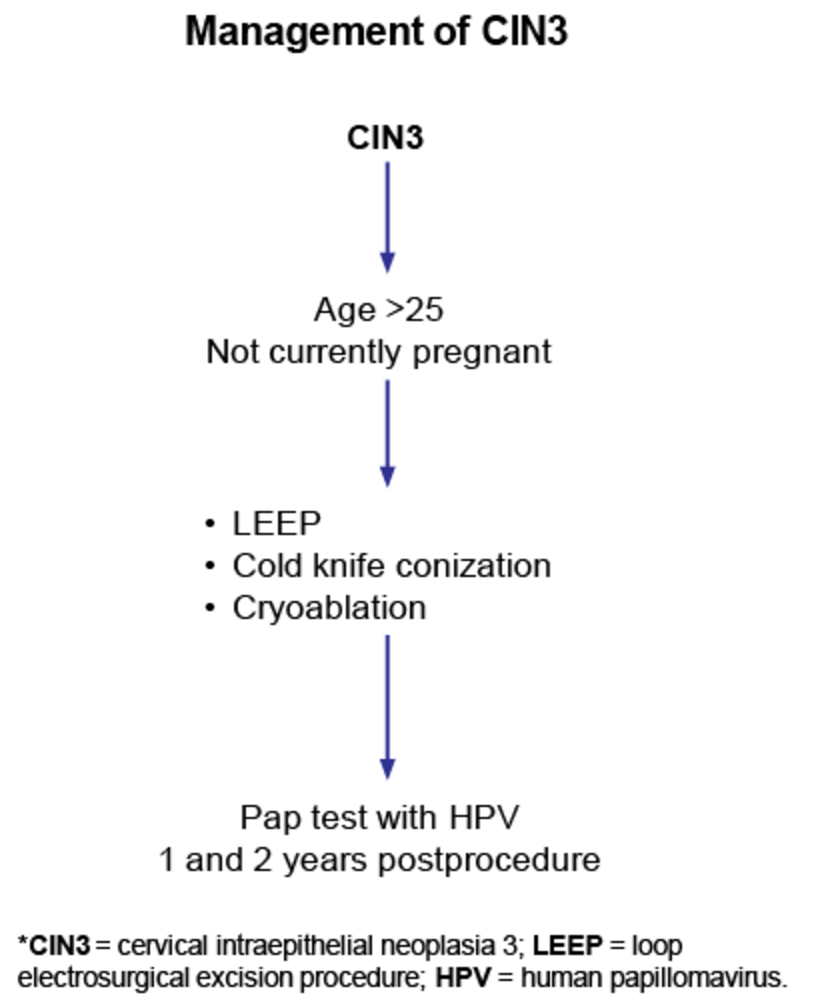 Management of CIN3
CIN3
Age >25
Not currently pregnant
• LEEP
• Cold knife conization
• Cryoablation
Pap test with HPV
1 and 2 years postprocedure
*CIN3 = cervical intraepithelial neoplasia 3; LEEP = loop
electrosurgical excision procedure; HPV = human papillomavirus.